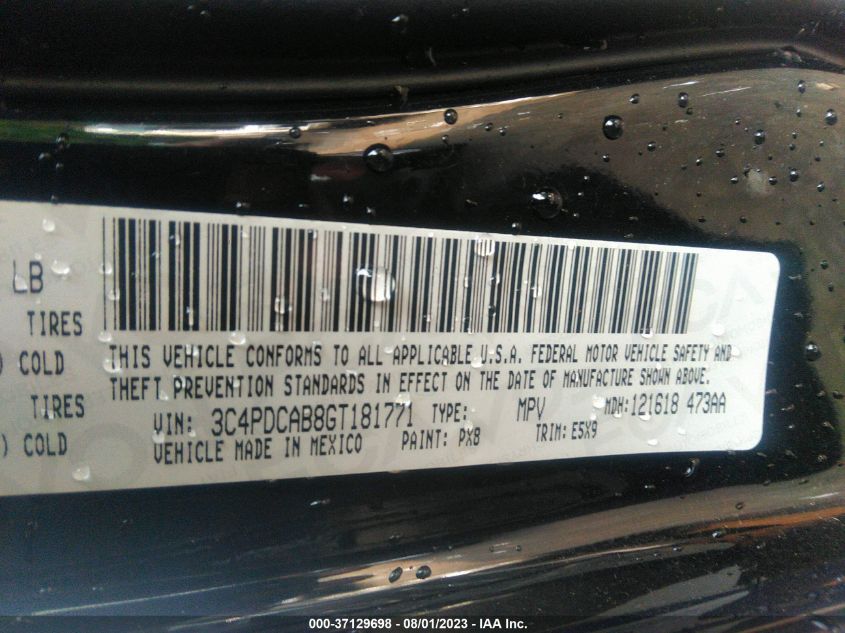 LB
TIRES
) COLD
TIRES
) COLD
THIS VEHICLE CONFORMS TO ALL APPLICABLE U.S.A. FEDERAL MOTOR VEHICLE SAFETY AND
THEFT PREVENTION STANDARDS IN EFFECT ON THE DATE OF MANUFACTURE SHOWN ABOVE.
VIN: 3C4PDCAB8GT181771 TYPE: MPV MDH: 121618 473AA
VEHICLE MADE IN MEXICO PAINT: PX8 TRIM: E5X9
000-37129698 - 08/01/2023 - IAA Inc.